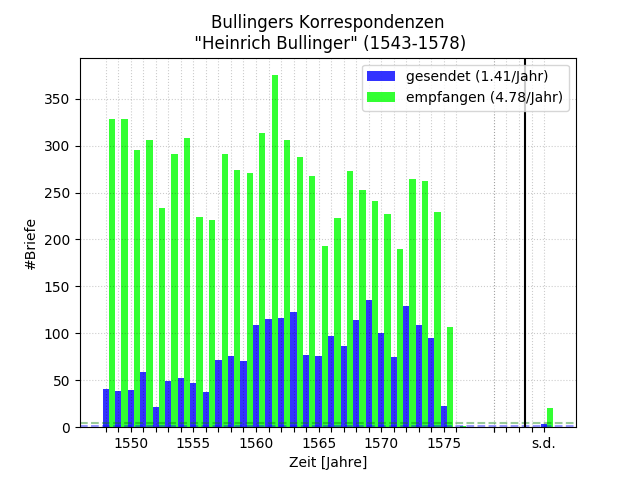 Bullingers Korrespondenzen
"Heinrich Bullinger" (1543-1578)
gesendet (1.41/Jahr)
empfangen (4.78/Jahr)
#Briefe
350
300
250
200
150
100
50
0
1550 1555 1560 1565 1570 1575 s.d.
Zeit [Jahre]